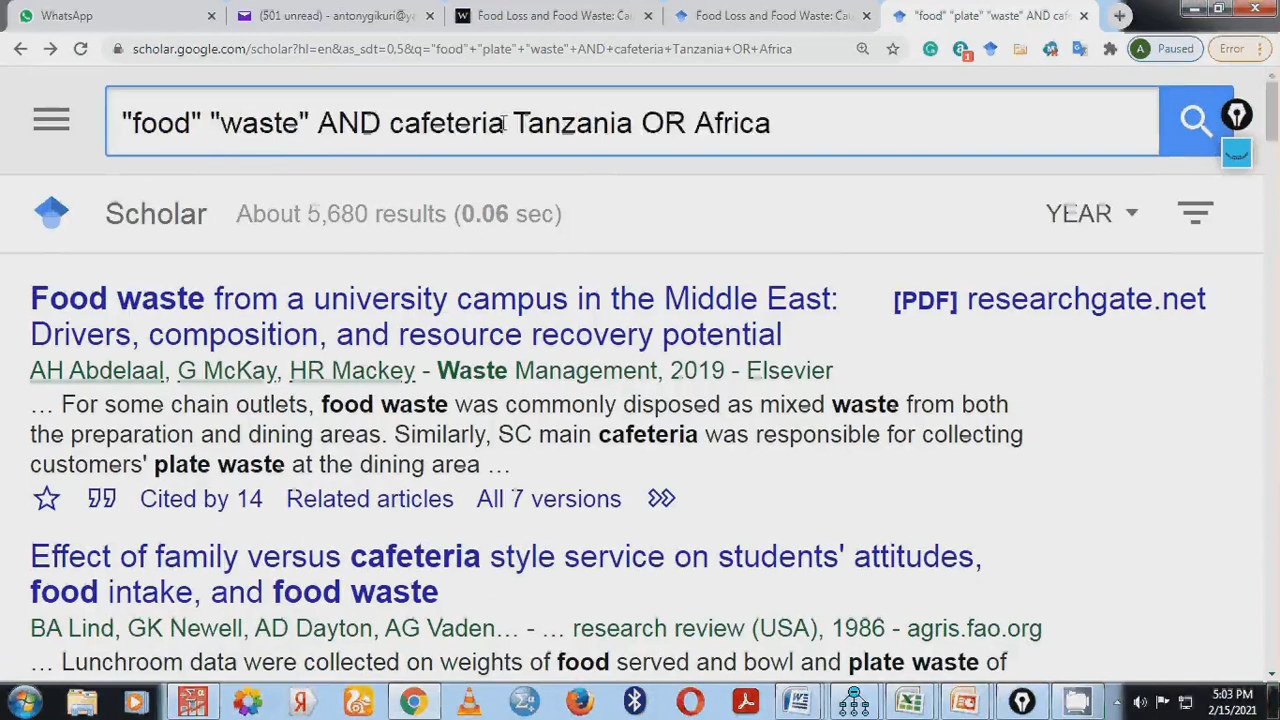 WhatsApp
(501 unread) - antonygikuri@y
Food Loss and Food Waste: Cau
Food Loss and Food Waste:Cau
"food" "plate" "waste" AND cafe
scholar.google.com/scholar?hl=en&as_sdt=0,5&q="food"+"plate"+"waste"+AND+cafeteria+Tanzania+OR+Africa
1
A Paused
Error
"food" "waste" AND cafeteria Tanzania OR Africa
Scholar
About 5,680 results (0.06 sec)
YEAR
Food waste from a university campus in the Middle East:
Drivers, composition, and resource recovery potential
[PDF] researchgate.net
AH Abdelaal, G McKay, HR Mackey - Waste Management, 2019 - Elsevier
… For some chain outlets, food waste was commonly disposed as mixed waste from both
the preparation and dining areas. Similarly, SC main cafeteria was responsible for collecting
customers' plate waste at the dining area …
Cited by 14 Related articles All 7 versions
Effect of family versus cafeteria style service on students' attitudes,
food intake, and food waste
BA Lind, GK Newell, AD Dayton, AG Vaden… - … research review (USA), 1986 - agris.fao.org
… Lunchroom data were collected on weights of food served and bowl and plate waste of
5:03 PM
2/15/2021